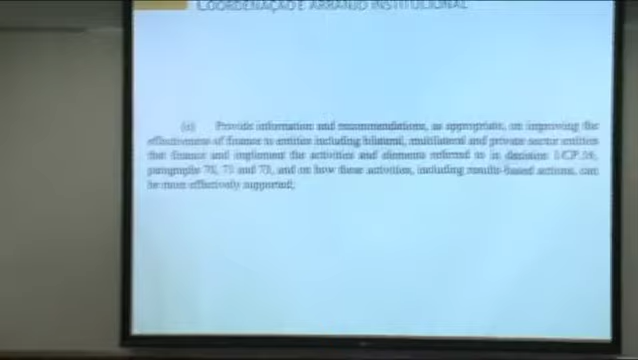 COORDENAÇÃO E ARRANJO INSTITUCIONAL
(e) Provide information and recommendations, as appropriate, on improving the
effectiveness of finance to entities including bilateral, multilateral and private sector entities
that finance and implement the activities and elements referred to in decision 1/CP.16,
paragraphs 70, 71 and 73, and on how these activities, including results-based actions, can
be more effectively supported;